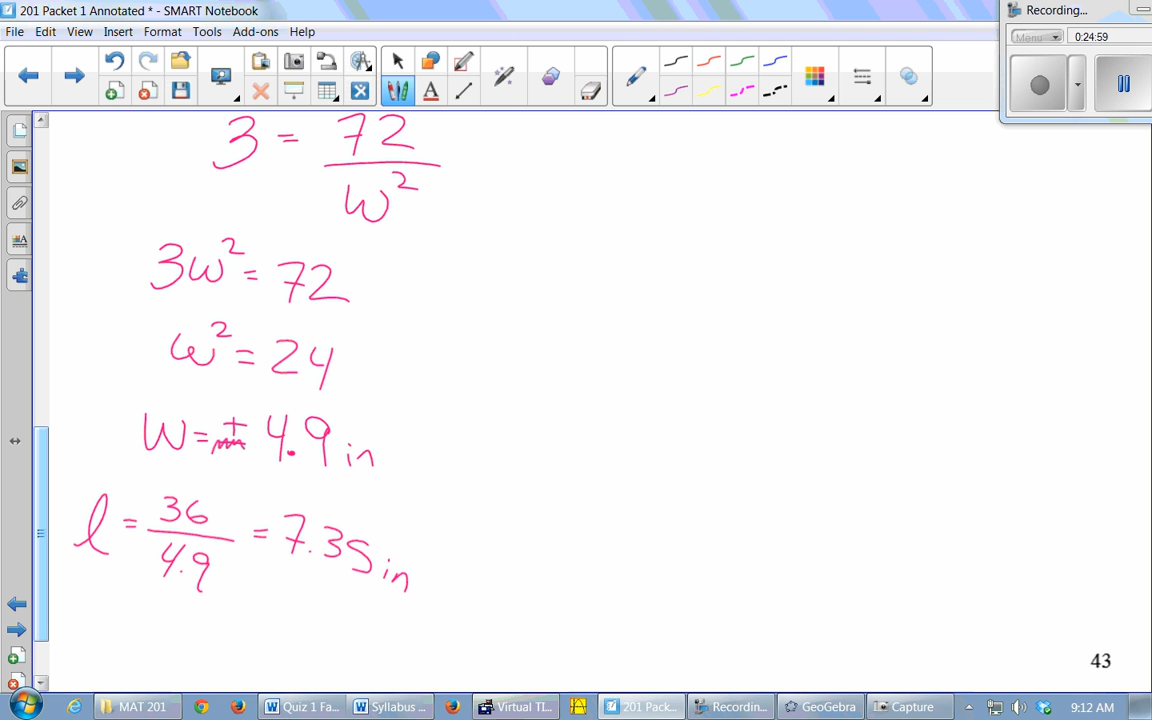 201 Packet 1 Annotated * - SMART Notebook
Recording...
File Edit View Insert Format Tools Add-ons Help
Menu
0:24:59
3 = 72
w²
3w² = 72
w² = 24
W = ± 4.9 in
l = 36 = 7.35 in
4.9
43
MAT 201
Quiz 1 Fa...
Syllabus ...
Virtual TI...
201 Pack...
Recordin...
GeoGebra
Capture
9:12 AM